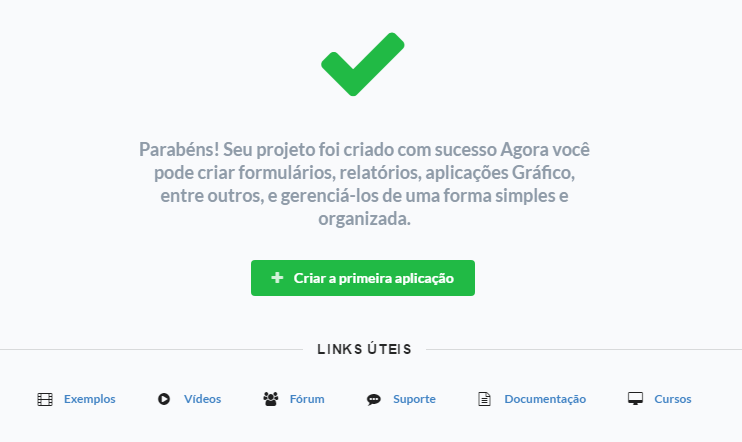 Parabéns! Seu projeto foi criado com sucesso Agora você
pode criar formulários, relatórios, aplicações Gráfico,
entre outros, e gerenciá-los de uma forma simples e
organizada.
Criar a primeira aplicação
LINKS ÚTEIS
Exemplos Vídeos Fórum Suporte Documentação Cursos